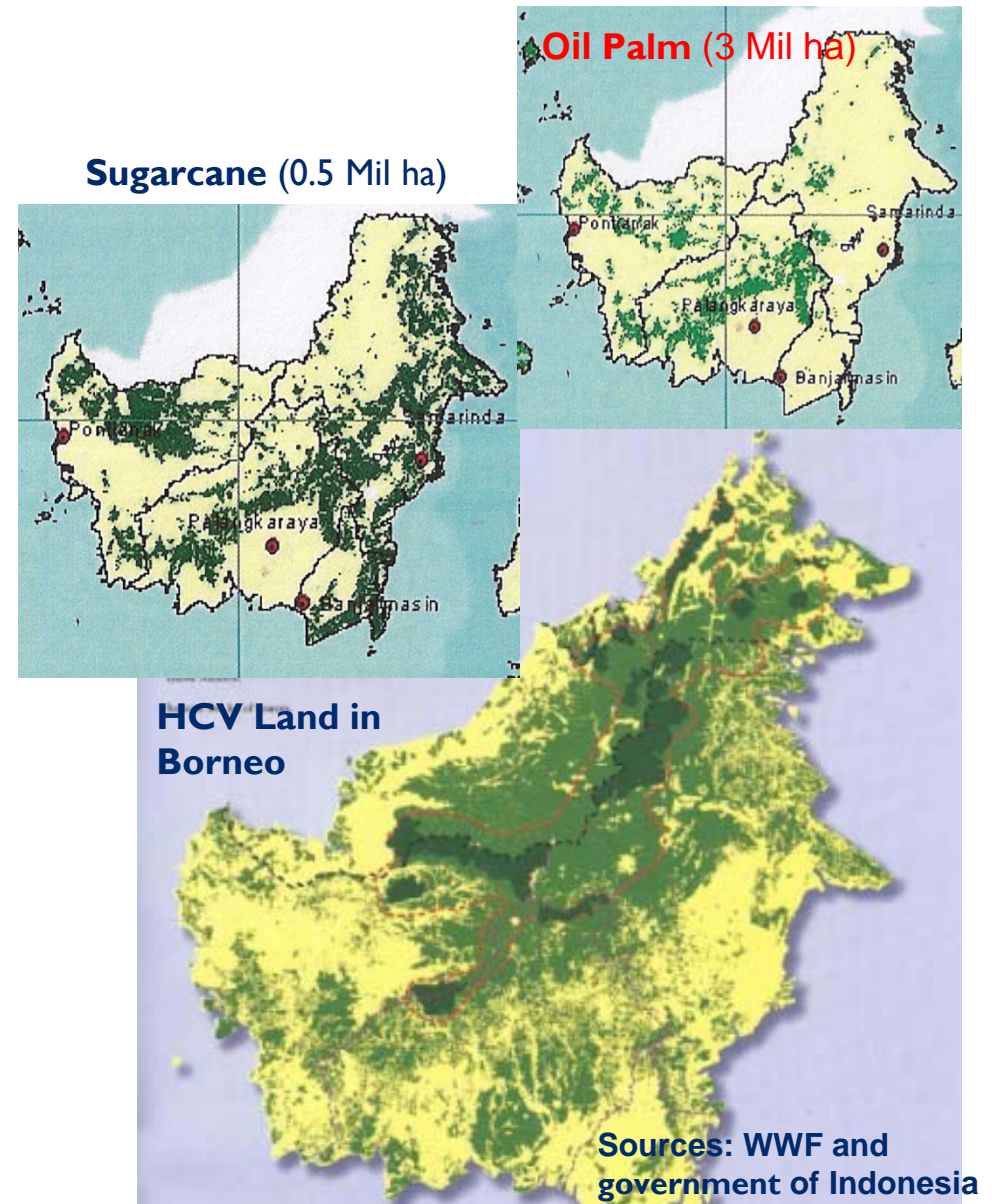 Oil Palm (3 Mil ha)
Sugarcane (0.5 Mil ha)
Samarinda
Pontianak
Palangkaraya
Banjarmasin
Samarinda
Pontianak
Palangkaraya
Banjarmasin
HCV Land in
Borneo
Sources: WWF and
government of Indonesia